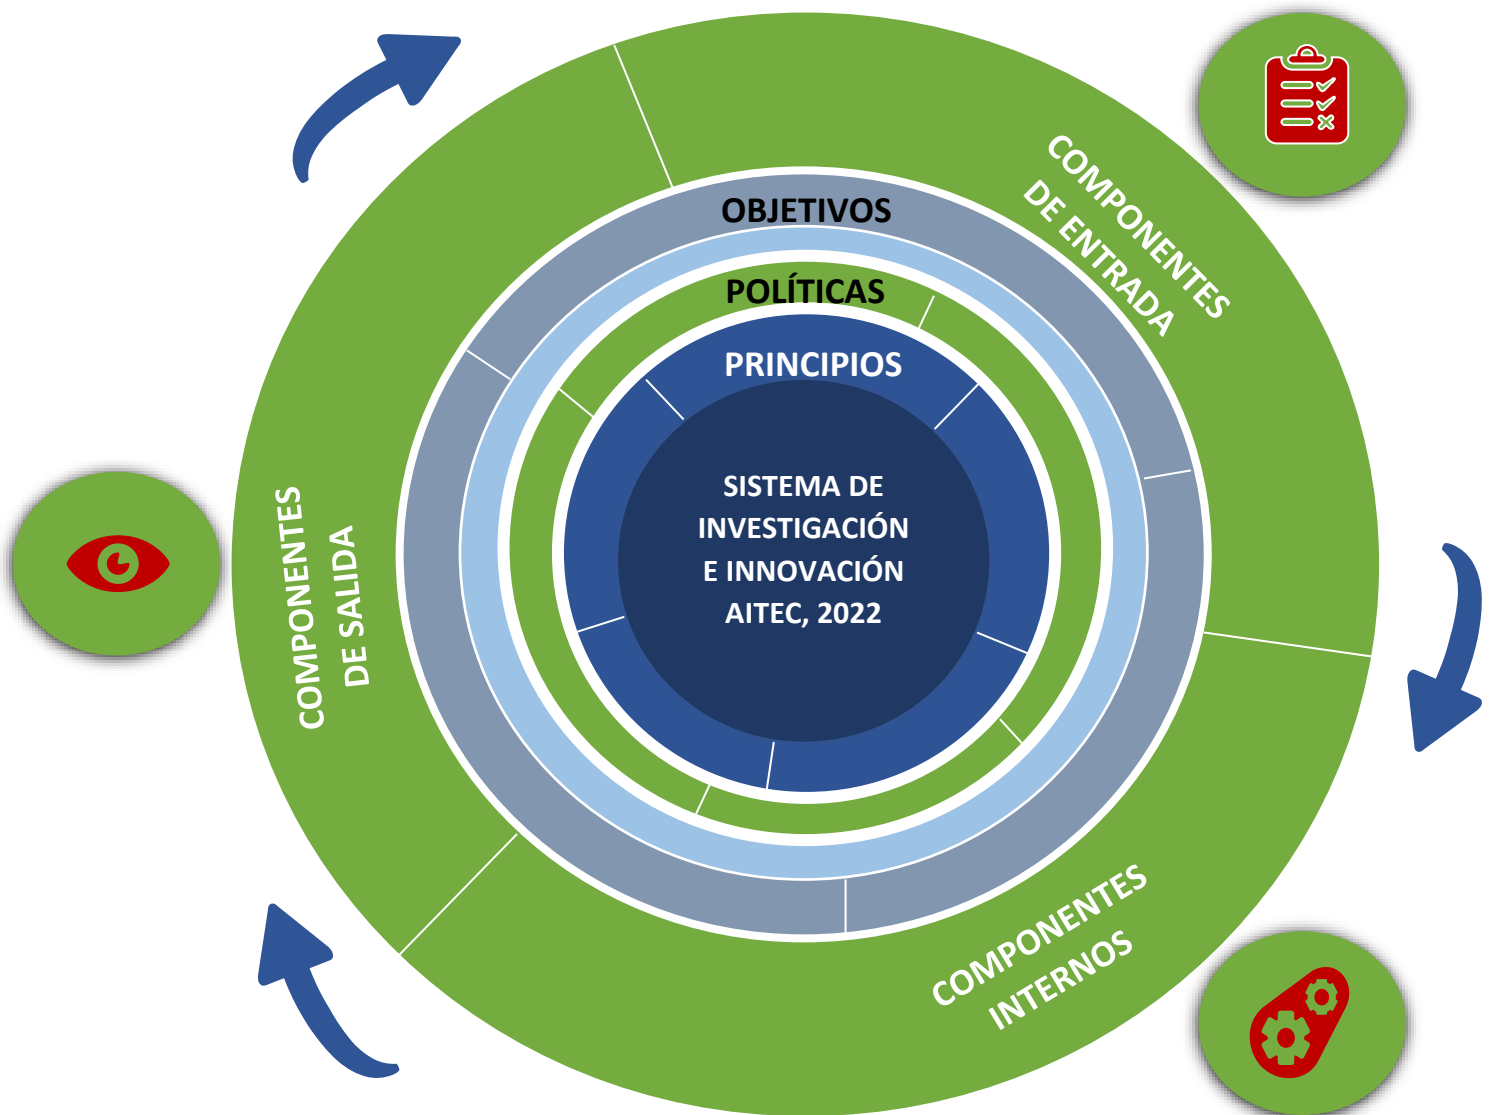 OBJETIVOS
POLÍTICAS
PRINCIPIOS
SISTEMA DE
INVESTIGACIÓN
E INNOVACIÓN
AITEC, 2022
COMPONENTES
DE ENTRADA
COMPONENTES
INTERNOS
COMPONENTES
DE SALIDA